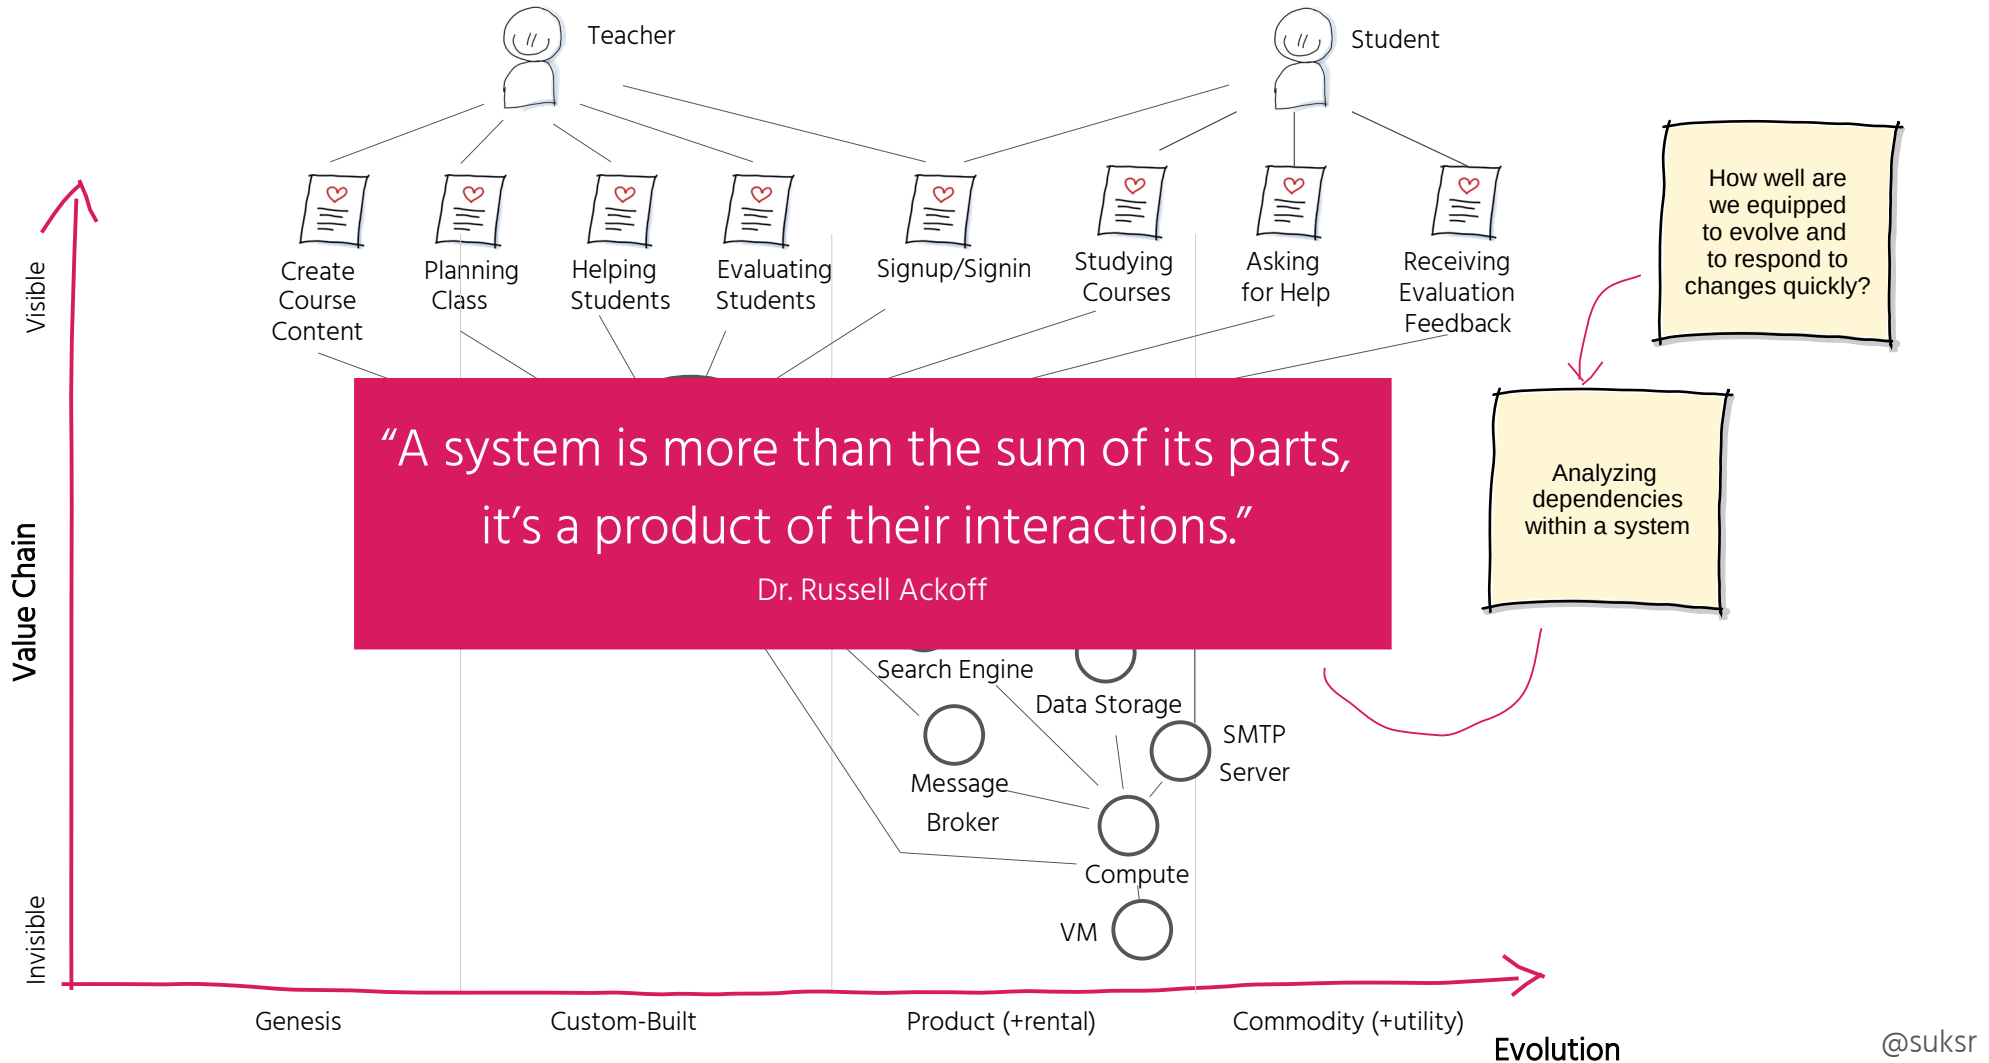 Teacher
Student
Create
Course
Content
Planning
Class
Helping
Students
Evaluating
Students
Signup/Signin
Studying
Courses
Asking
for Help
Receiving
Evaluation
Feedback
How well are
we equipped
to evolve and
to respond to
changes quickly?
Analyzing
dependencies
within a system
“A system is more than the sum of its parts,
it’s a product of their interactions.”
Dr. Russell Ackoff
Search Engine
Data Storage
SMTP
Server
Message
Broker
Compute
VM
Visible
Value Chain
Invisible
Genesis
Custom-Built
Product (+rental)
Commodity (+utility)
Evolution
@suksr